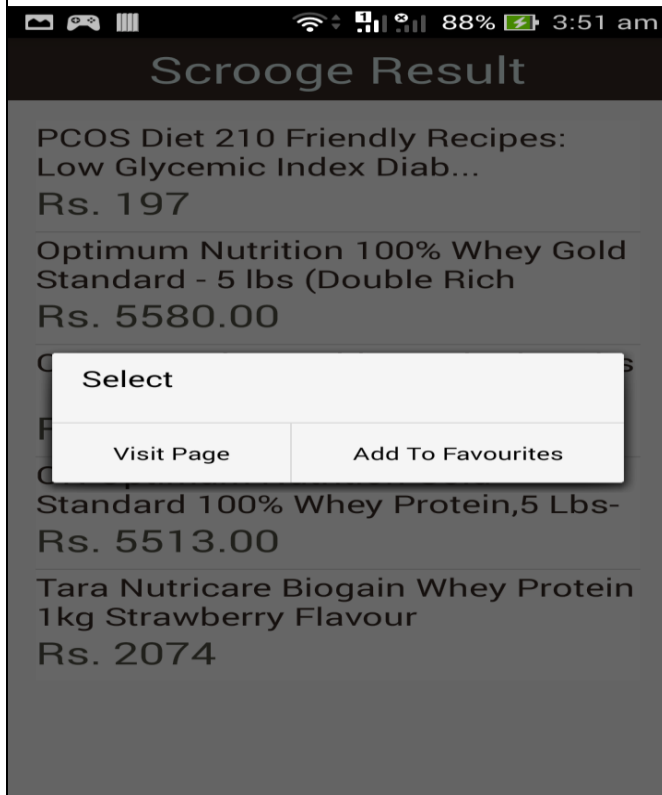 1
88%
3:51 am
Scrooge Result
PCOS Diet 210 Friendly Recipes:
Low Glycemic Index Diab...
Rs. 197
Optimum Nutrition 100% Whey Gold
Standard - 5 lbs (Double Rich
Rs. 5580.00
Select
Visit Page
Add To Favourites
Standard 100% Whey Protein,5 Lbs-
Rs. 5513.00
Tara Nutricare Biogain Whey Protein
1kg Strawberry Flavour
Rs. 2074